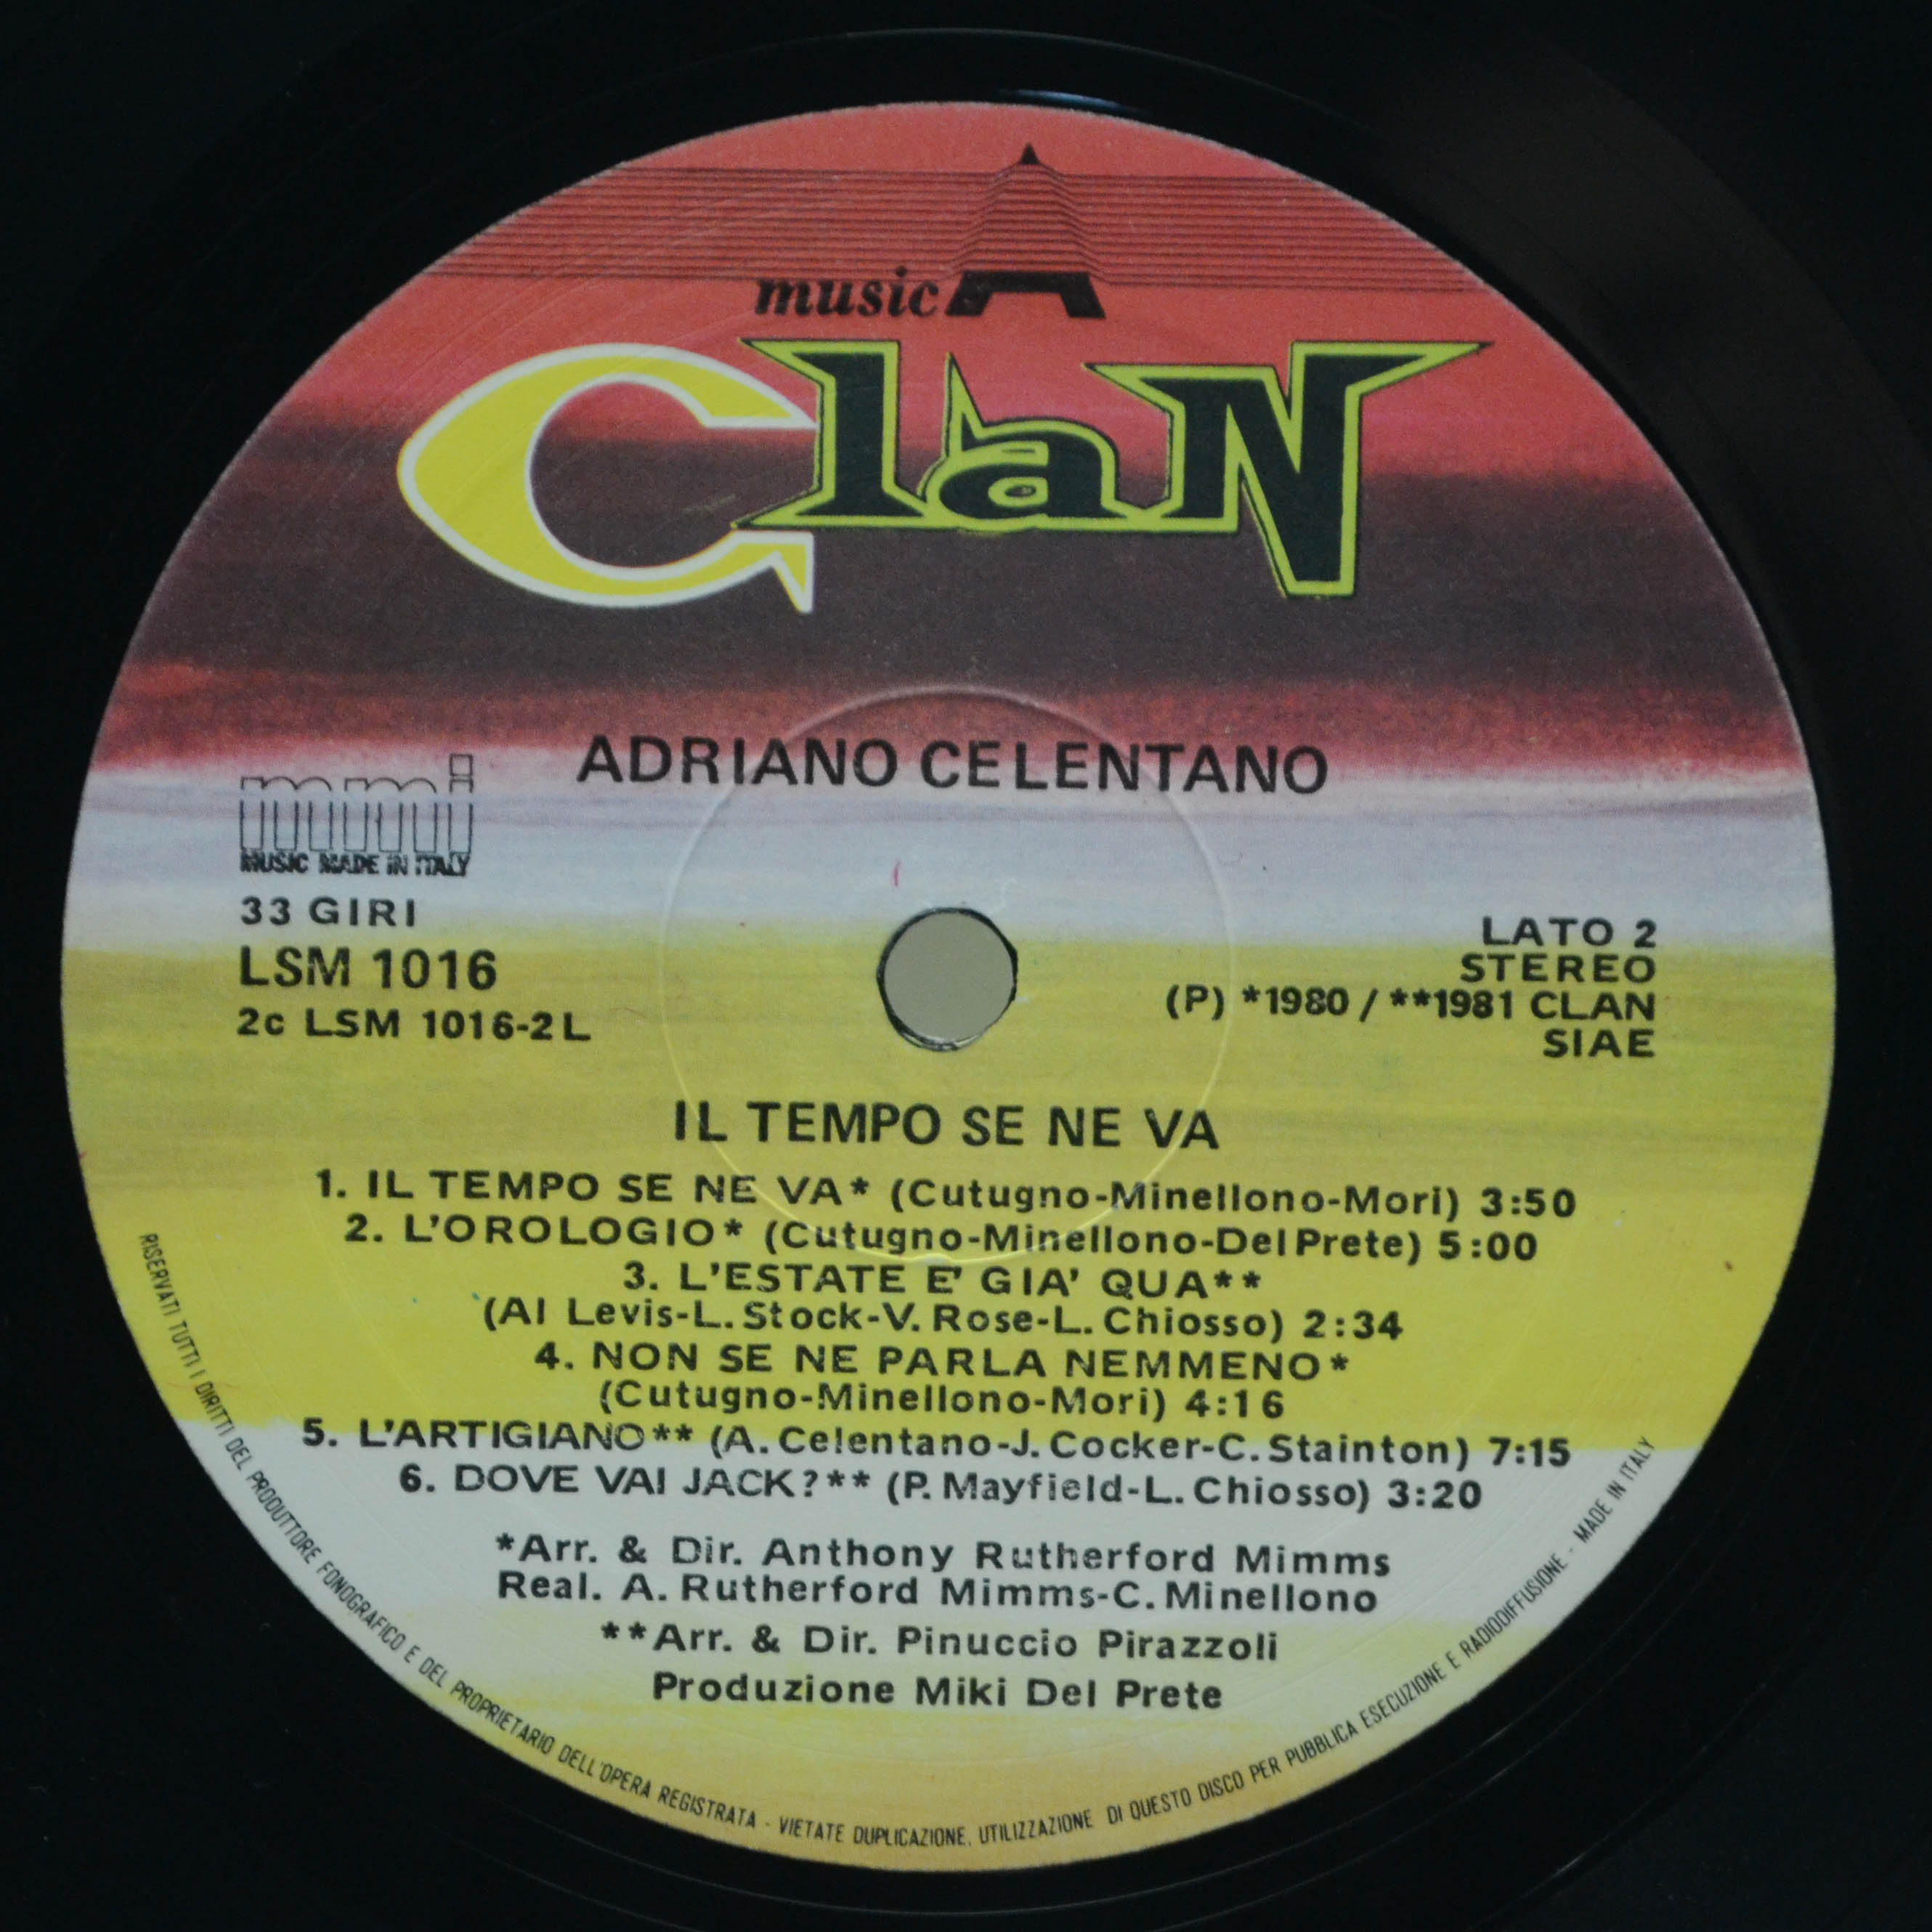 music
Clan
ADRIANO CELENTANO
mmi
MUSIC MADE IN ITALY
33 GIRI
LSM 1016
2c LSM 1016-2L
LATO 2
STEREO
(P) *1980 / **1981 CLAN
SIAE
IL TEMPO SE NE VA
1. IL TEMPO SE NE VA* (Cutugno-Minellono-Mori) 3:50
2. L'OROLOGIO* (Cutugno-Minellono-Del Prete) 5:00
3. L'ESTATE E' GIA' QUA**
(Al Levis-L. Stock-V. Rose-L. Chiosso) 2:34
4. NON SE NE PARLA NEMMENO*
(Cutugno-Minellono-Mori) 4:16
5. L'ARTIGIANO** (A. Celentano-J. Cocker-C. Stainton) 7:15
6. DOVE VAI JACK?** (P. Mayfield-L. Chiosso) 3:20
*Arr. & Dir. Anthony Rutherford Mimms
Real. A. Rutherford Mimms-C. Minellono
**Arr. & Dir. Pinuccio Pirazzoli
Produzione Miki Del Prete
RISERVATI TUTTI I DIRITTI DEL PRODUTTORE FONOGRAFICO E DEL PROPRIETARIO DELL'OPERA REGISTRATA - VIETATE DUPLICAZIONE, UTILIZZAZIONE DI QUESTO DISCO PER PUBBLICA ESECUZIONE E RADIODIFFUSIONE - MADE IN ITALY